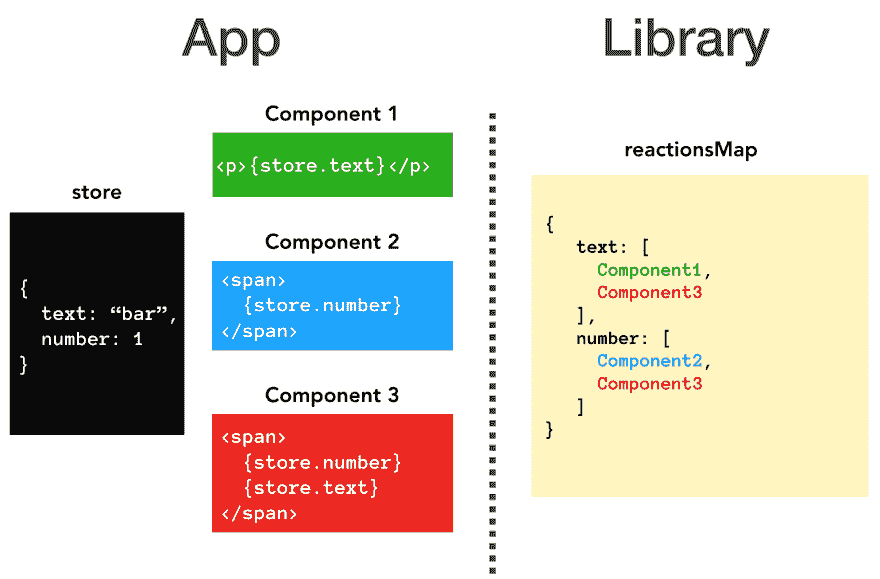 App
Library
store
{
text: “bar”,
number: 1
}
Component 1
<p>{store.text}</p>
Component 2
<span>
{store.number}
</span>
Component 3
<span>
{store.number}
{store.text}
</span>
reactionsMap
{
text: [
Component1,
Component3
],
number: [
Component2,
Component3
]
}